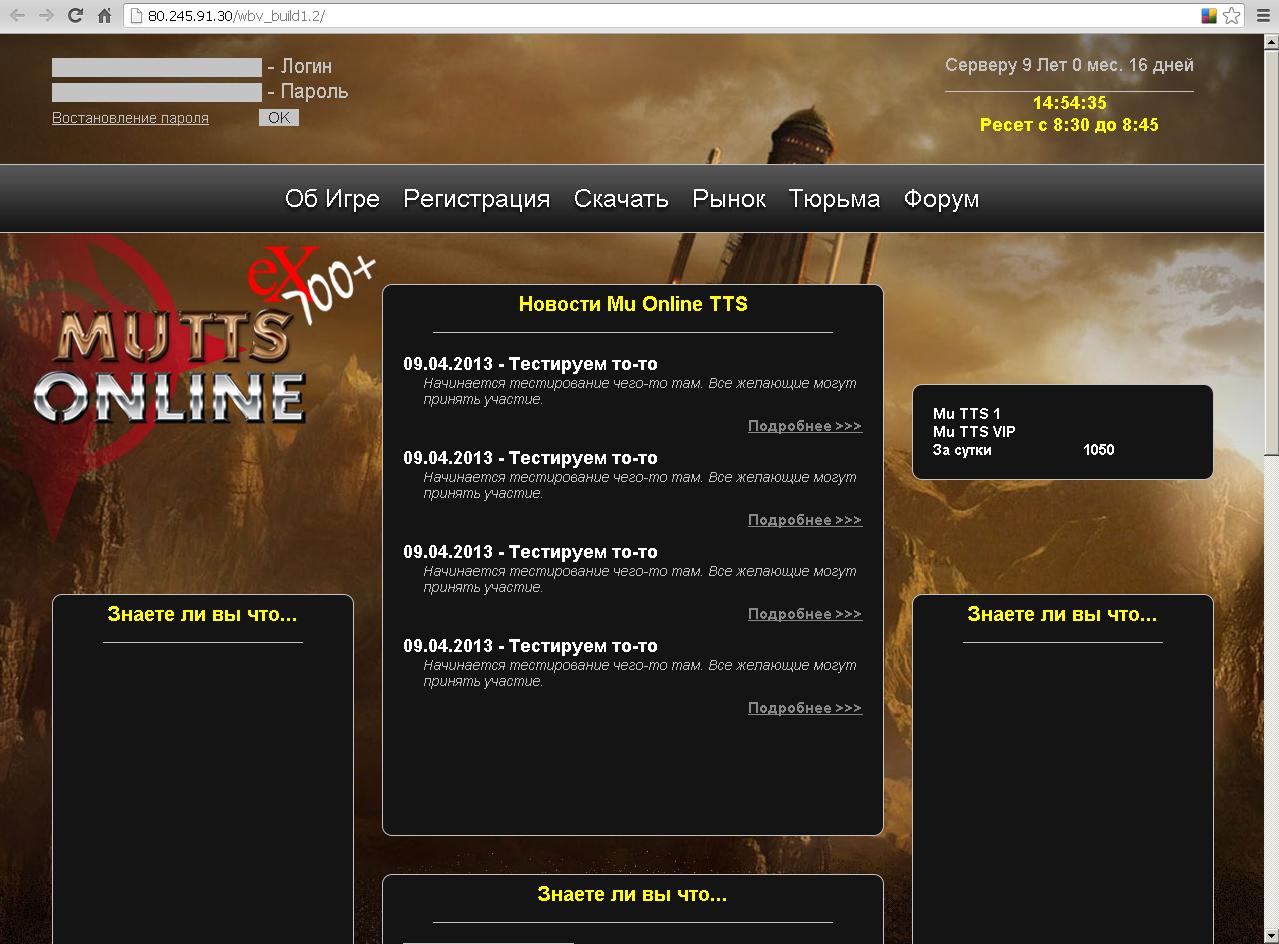 80.245.91.30/wbv_build1.2/
- Логин
- Пароль
Востановление пароля
OK
Серверу 9 Лет 0 мес. 16 дней
14:54:35
Ресет с 8:30 до 8:45
Об Игре Регистрация Скачать Рынок Тюрьма Форум
eX
700+
MUTTS
ONLINE
Новости Mu Online TTS
09.04.2013 - Тестируем то-то
Начинается тестирование чего-то там. Все желающие могут
принять участие.
Подробнее >>>
09.04.2013 - Тестируем то-то
Начинается тестирование чего-то там. Все желающие могут
принять участие.
Подробнее >>>
09.04.2013 - Тестируем то-то
Начинается тестирование чего-то там. Все желающие могут
принять участие.
Подробнее >>>
09.04.2013 - Тестируем то-то
Начинается тестирование чего-то там. Все желающие могут
принять участие.
Подробнее >>>
Mu TTS 1
Mu TTS VIP
За сутки 1050
Знаете ли вы что...
Знаете ли вы что...
Знаете ли вы что...